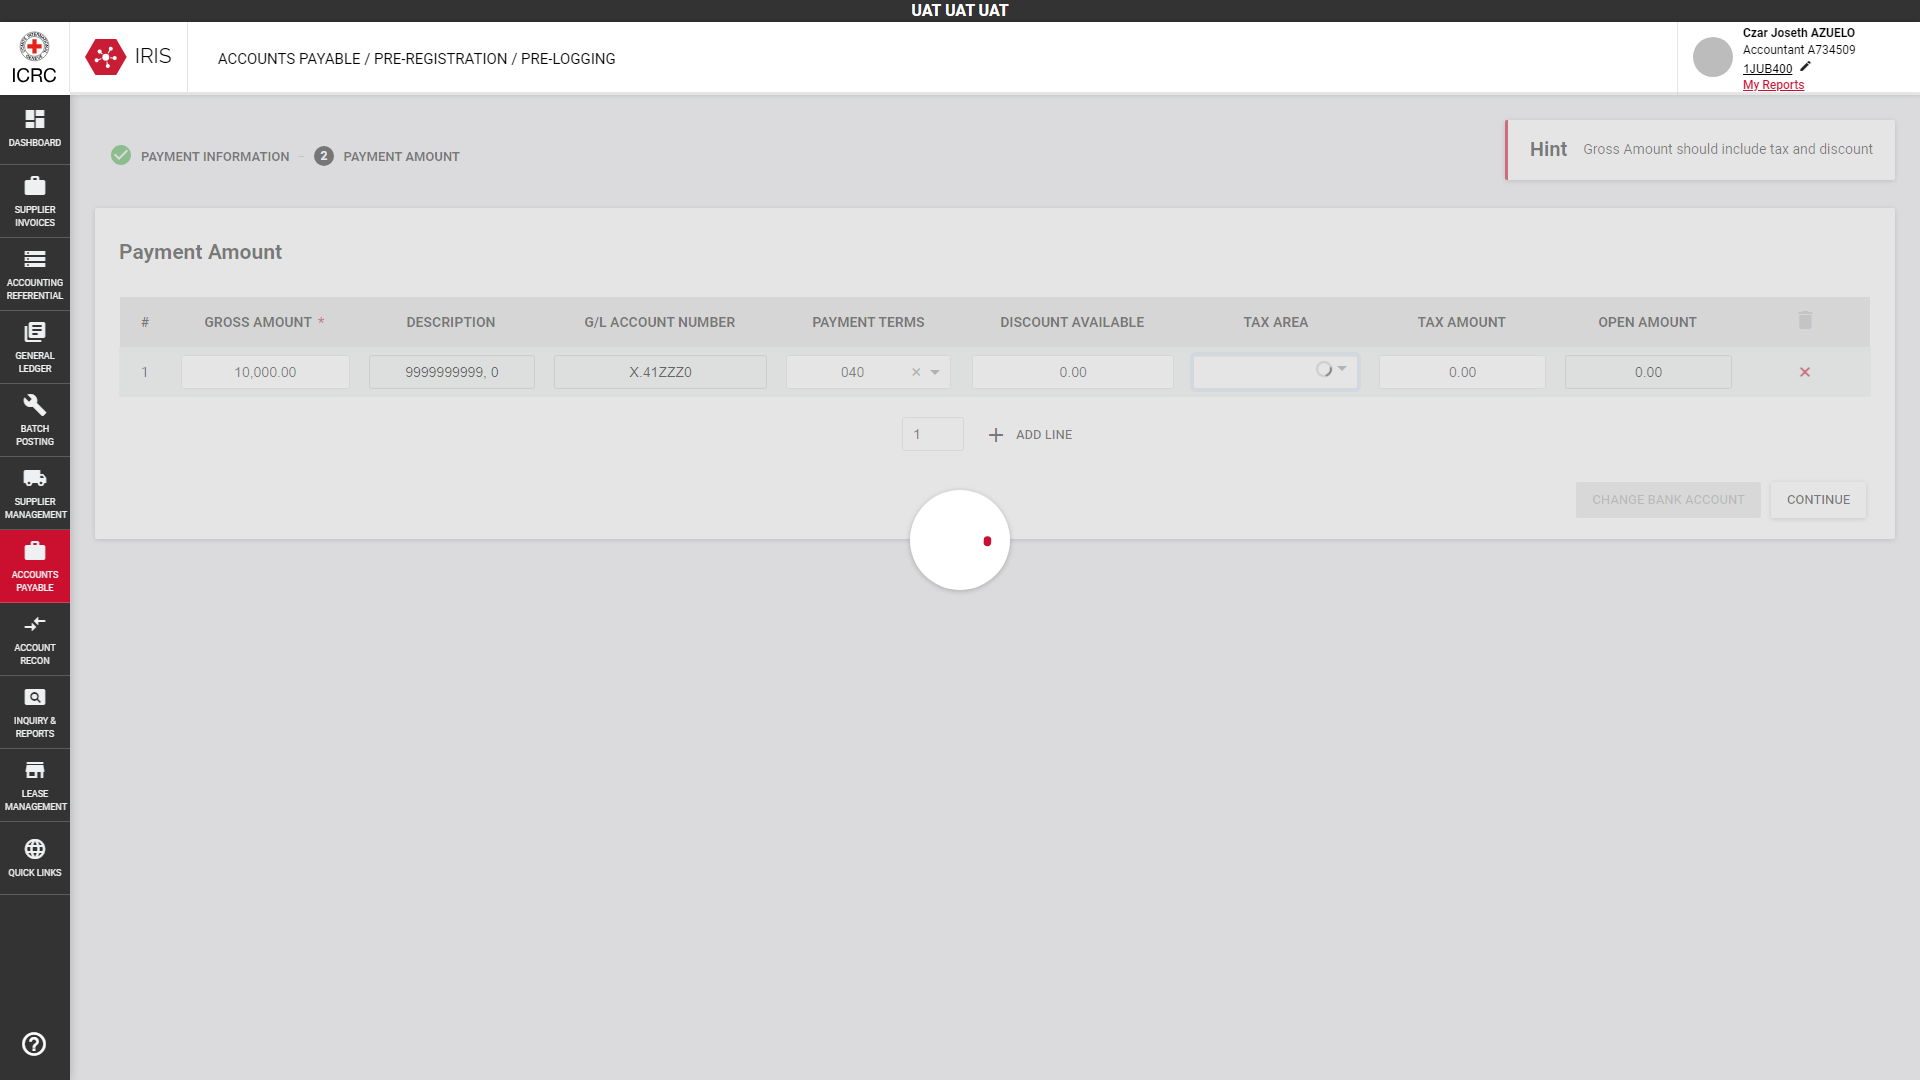 UAT UAT UAT
ICRC
IRIS
ACCOUNTS PAYABLE / PRE-REGISTRATION / PRE-LOGGING
Czar Joseth AZUELO
Accountant A734509
1JUB400
My Reports
DASHBOARD
SUPPLIER
INVOICES
ACCOUNTING
REFERENTIAL
GENERAL
LEDGER
BATCH
POSTING
SUPPLIER
MANAGEMENT
ACCOUNTS
PAYABLE
ACCOUNT
RECON
INQUIRY &
REPORTS
LEASE
MANAGEMENT
QUICK LINKS
PAYMENT INFORMATION
2 PAYMENT AMOUNT
Hint Gross Amount should include tax and discount
Payment Amount
# GROSS AMOUNT * DESCRIPTION G/L ACCOUNT NUMBER PAYMENT TERMS DISCOUNT AVAILABLE TAX AREA TAX AMOUNT OPEN AMOUNT
1 10,000.00 9999999999, 0 X.41ZZZ0 040 0.00 0.00 0.00
1 ADD LINE
CHANGE BANK ACCOUNT CONTINUE